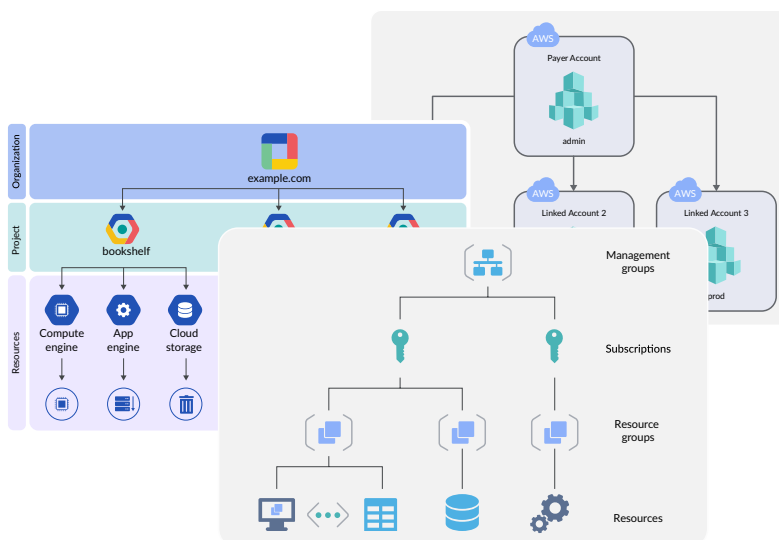 AWS
Payer Account
admin
Organization
example.com
AWS
AWS
Linked Account 2
Linked Account 3
Project
bookshelf
Management
groups
prod
Resources
Compute
engine
App
engine
Cloud
storage
Subscriptions
Resource
groups
Resources